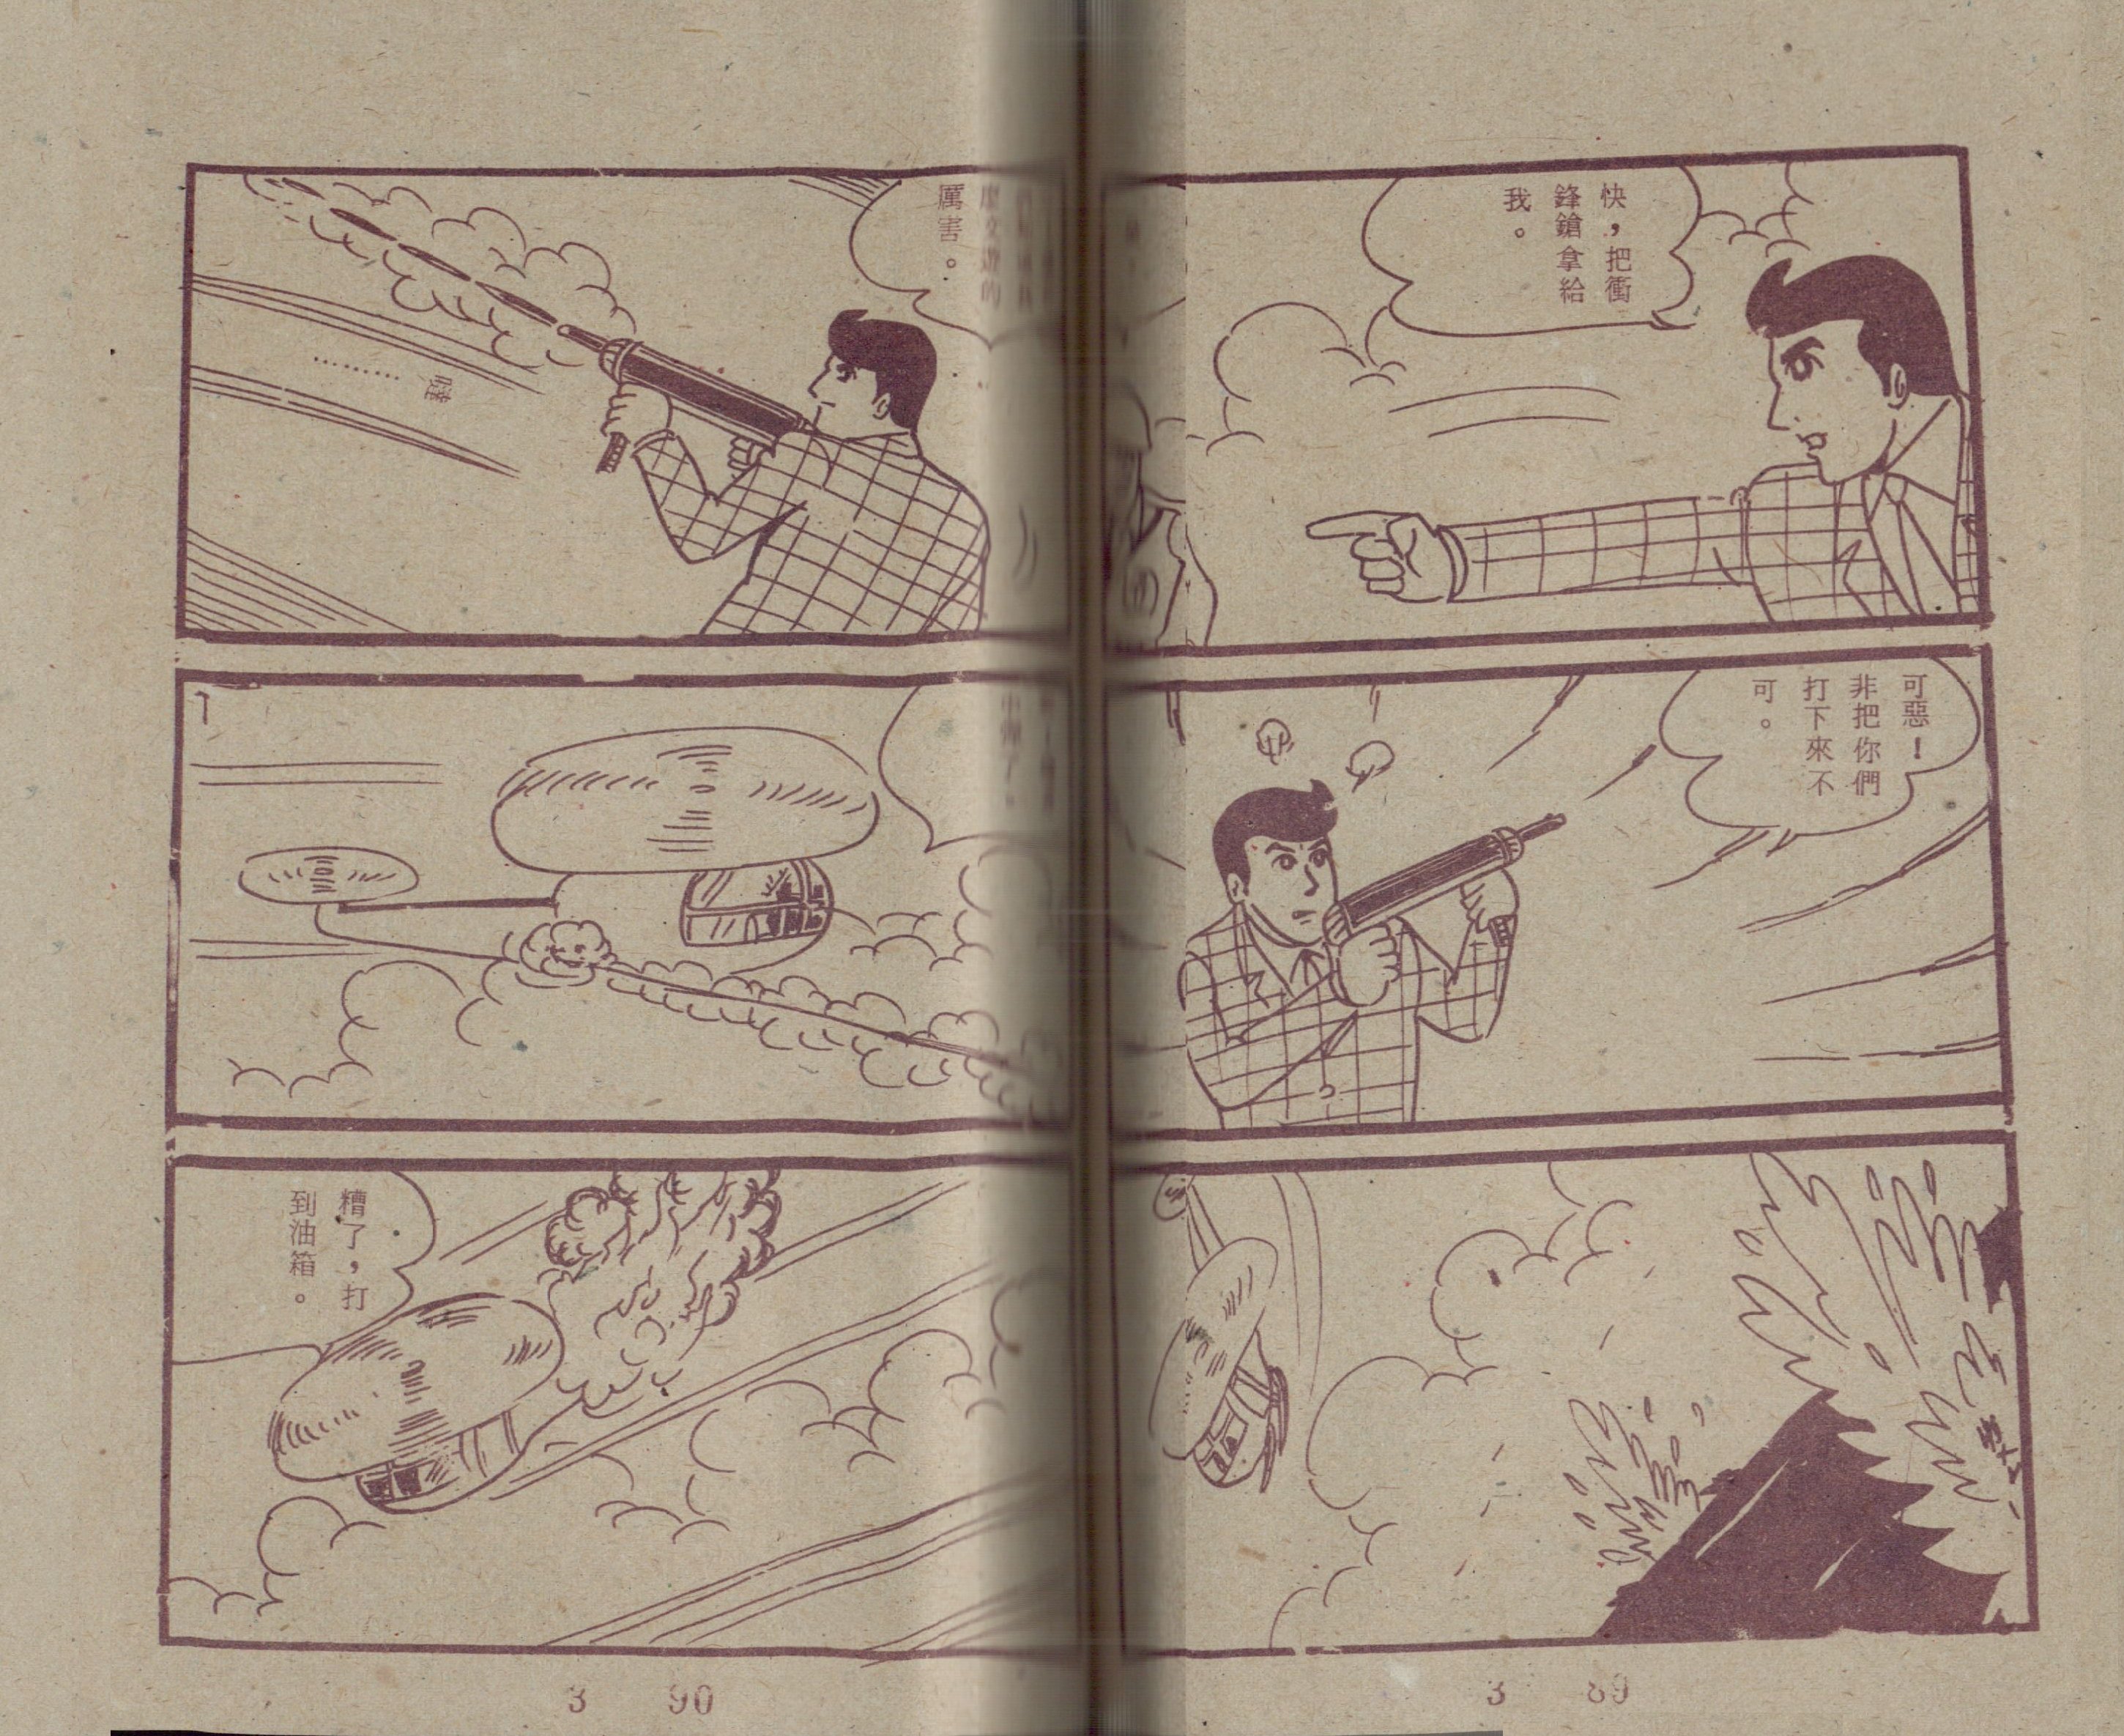 快，把衝
鋒鎗拿給
我。
可惡！
非把你們
打下來不
可。
3 89
厲害。
噠
………
糟了，打
到油箱。
3 90